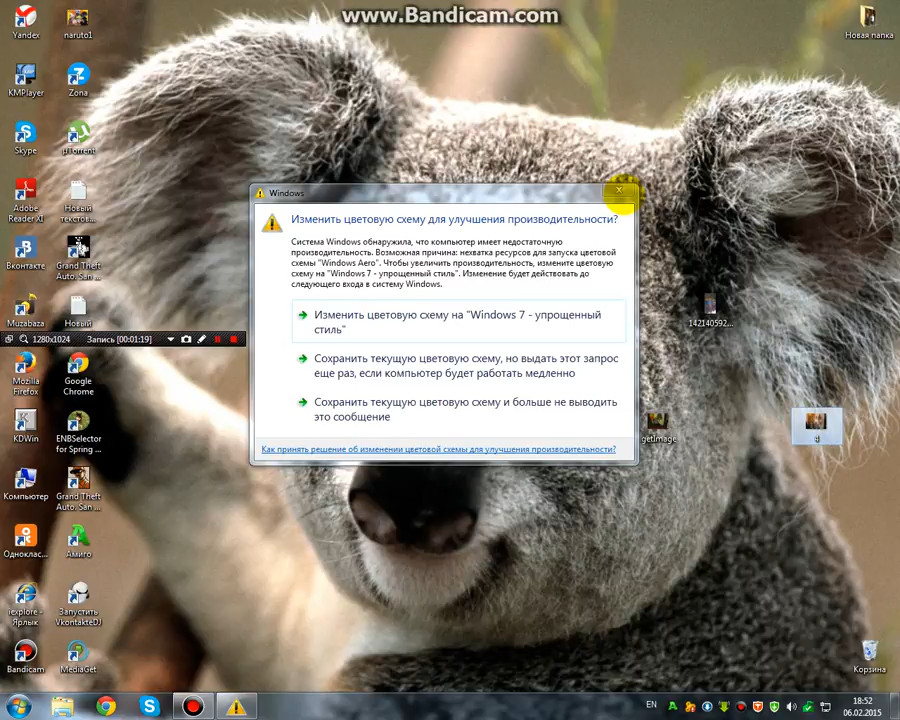 www.Bandicam.com
Yandex
naruto1
Новая папка
KMPlayer
Zona
Skype
µTorrent
Adobe
Reader XI
Новый
текстов...
Вконтакте
Grand Theft
Auto. San ...
Muzabaza
Новый
1280x1024
Запись [00:01:19]
Mozilla
Firefox
Google
Chrome
KDWin
ENBSelector
for Spring ...
Компьютер
Grand Theft
Auto. San ...
Одноклас...
Амиго
iexplore -
Ярлык
Запустить
VkontakteDJ
Bandicam
MediaGet
Windows
Изменить цветовую схему для улучшения производительности?
Система Windows обнаружила, что компьютер имеет недостаточную
производительность. Возможная причина: нехватка ресурсов для запуска цветовой
схемы "Windows Aero". Чтобы увеличить производительность, измените цветовую
схему на "Windows 7 - упрощенный стиль". Изменение будет действовать до
следующего входа в систему Windows.
Изменить цветовую схему на "Windows 7 - упрощенный
стиль"
Сохранить текущую цветовую схему, но выдать этот запрос
еще раз, если компьютер будет работать медленно
Сохранить текущую цветовую схему и больше не выводить
это сообщение
Как принять решение об изменении цветовой схемы для улучшения производительности?
142140592...
getImage
Корзина
EN
18:52
06.02.2015